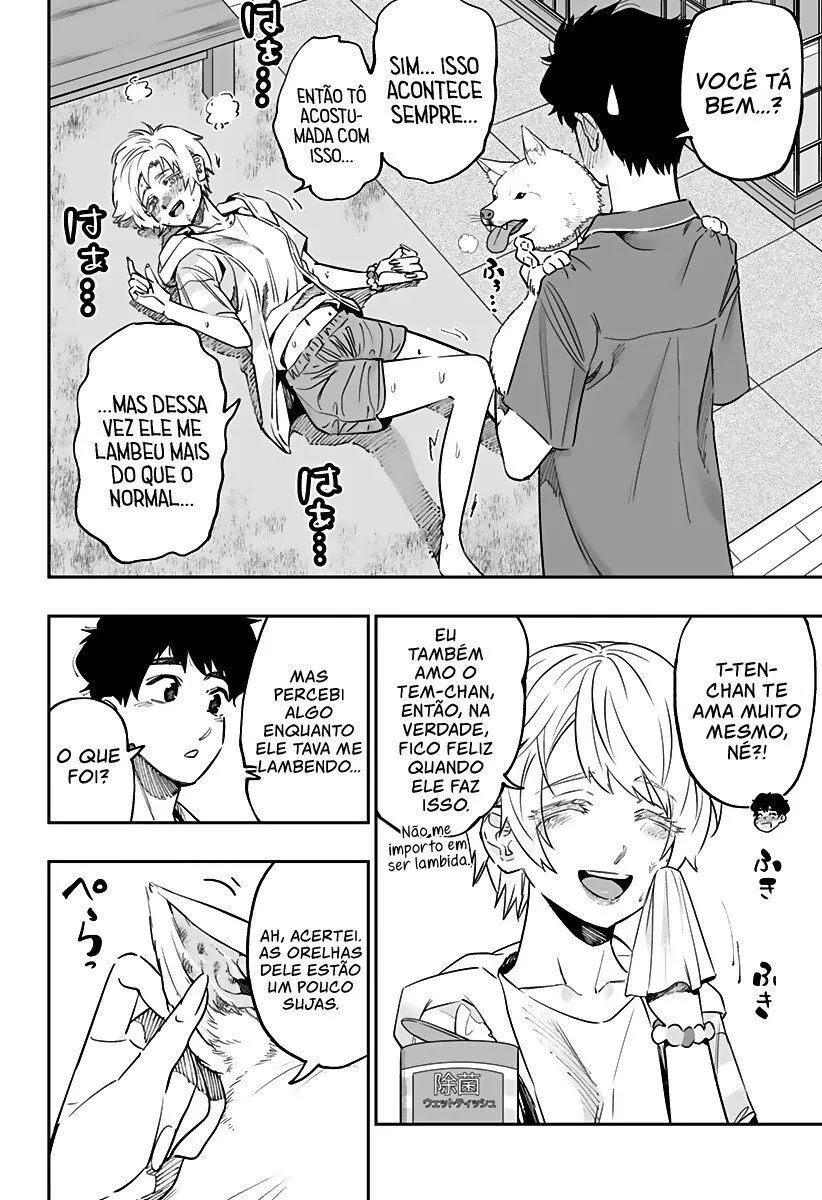 VOCÊ TÁ
BEM...?
SIM... ISSO
ACONTECE
SEMPRE...
ENTÃO TÔ
ACOSTU-
MADA COM
ISSO...
はぁ…
はぁ…
ふぅ…
...MAS DESSA
VEZ ELE ME
LAMBEU MAIS
DO QUE O
NORMAL...
はぁ…
T-TEN-
CHAN TE
AMA MUITO
MESMO,
NÉ?!
EU
TAMBÉM
AMO O
TEM-CHAN,
ENTÃO, NA
VERDADE,
FICO FELIZ
QUANDO
ELE FAZ
ISSO.
Não me
importo em
ser lambida.
ふき
ふき
除菌
ウェットティッシュ
MAS
PERCEBI
ALGO
ENQUANTO
ELE TAVA ME
LAMBENDO...
O QUE
FOI?
AH, ACERTEI.
AS ORELHAS
DELE ESTÃO
UM POUCO
SUJAS.
ぺらっ